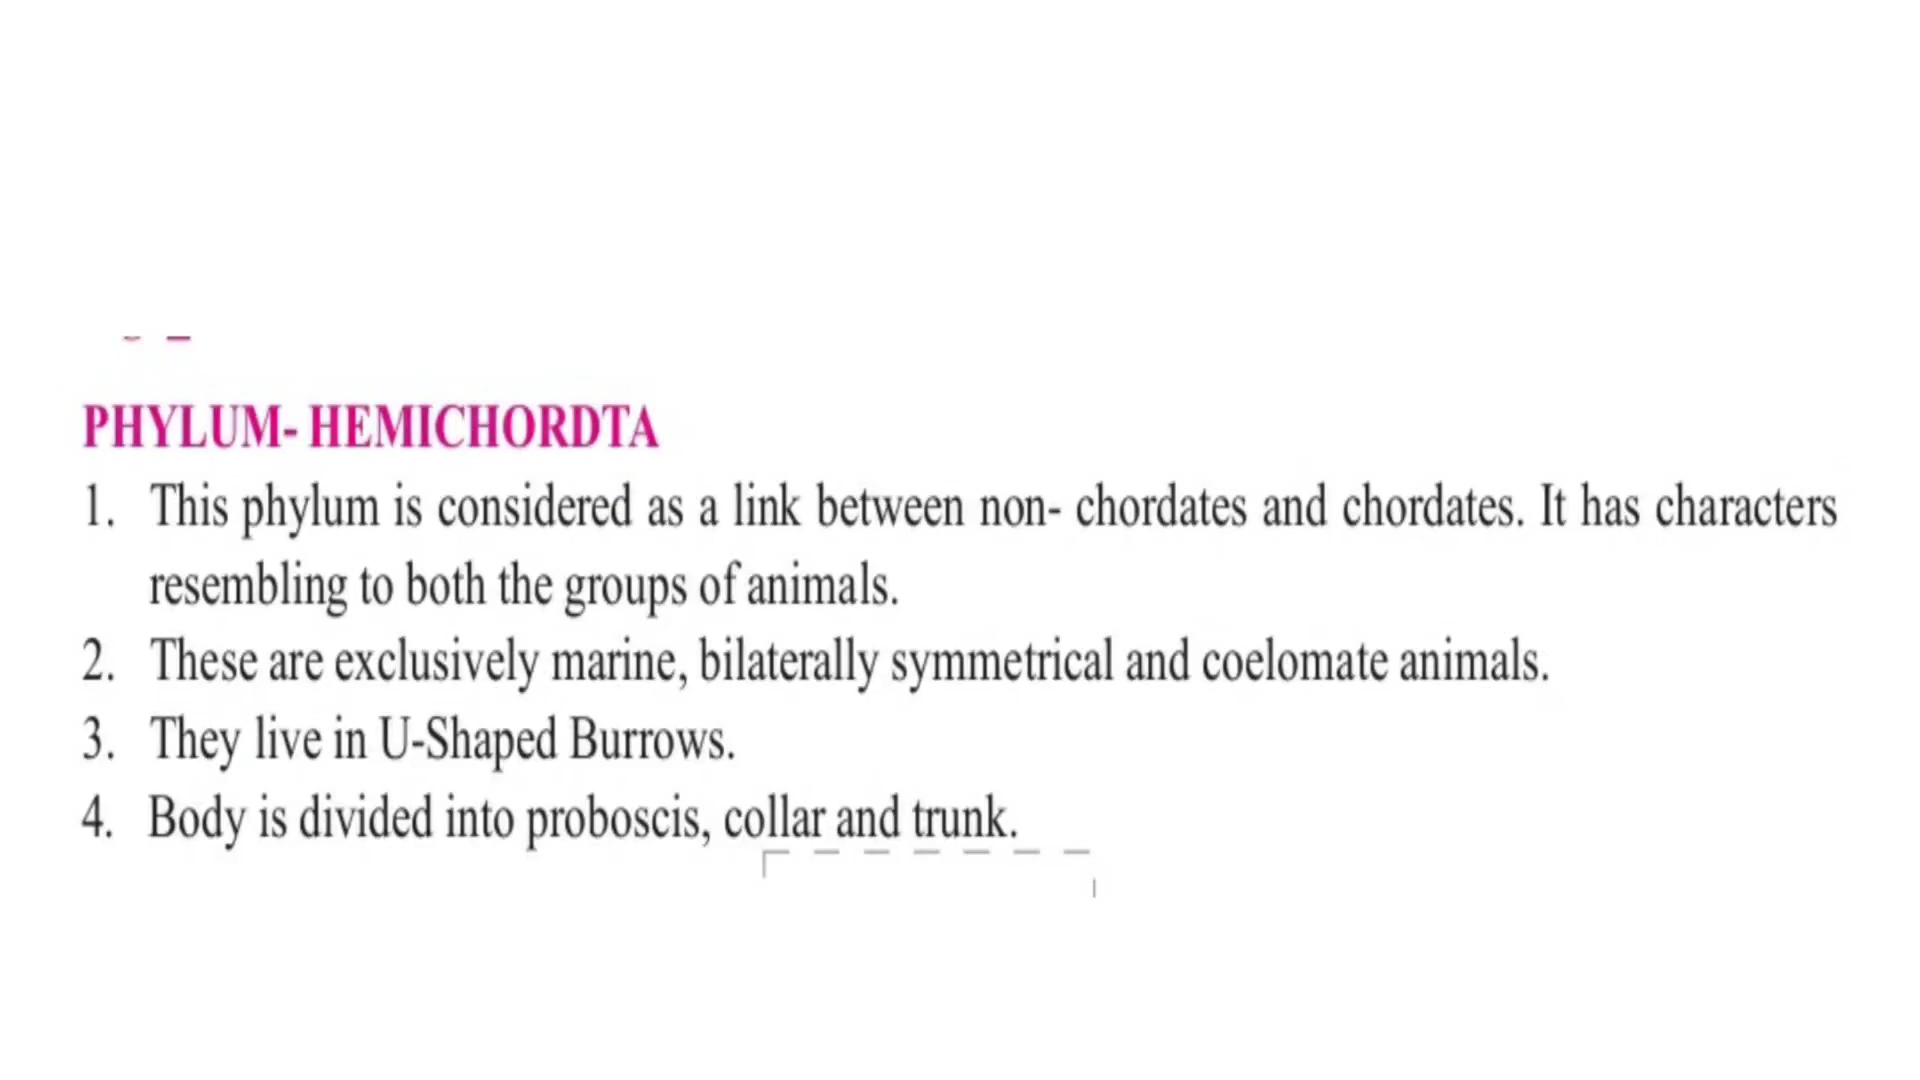 PHYLUM- HEMICHORDTA
1. This phylum is considered as a link between non- chordates and chordates. It has characters
resembling to both the groups of animals.
2. These are exclusively marine, bilaterally symmetrical and coelomate animals.
3. They live in U-Shaped Burrows.
4. Body is divided into proboscis, collar and trunk.